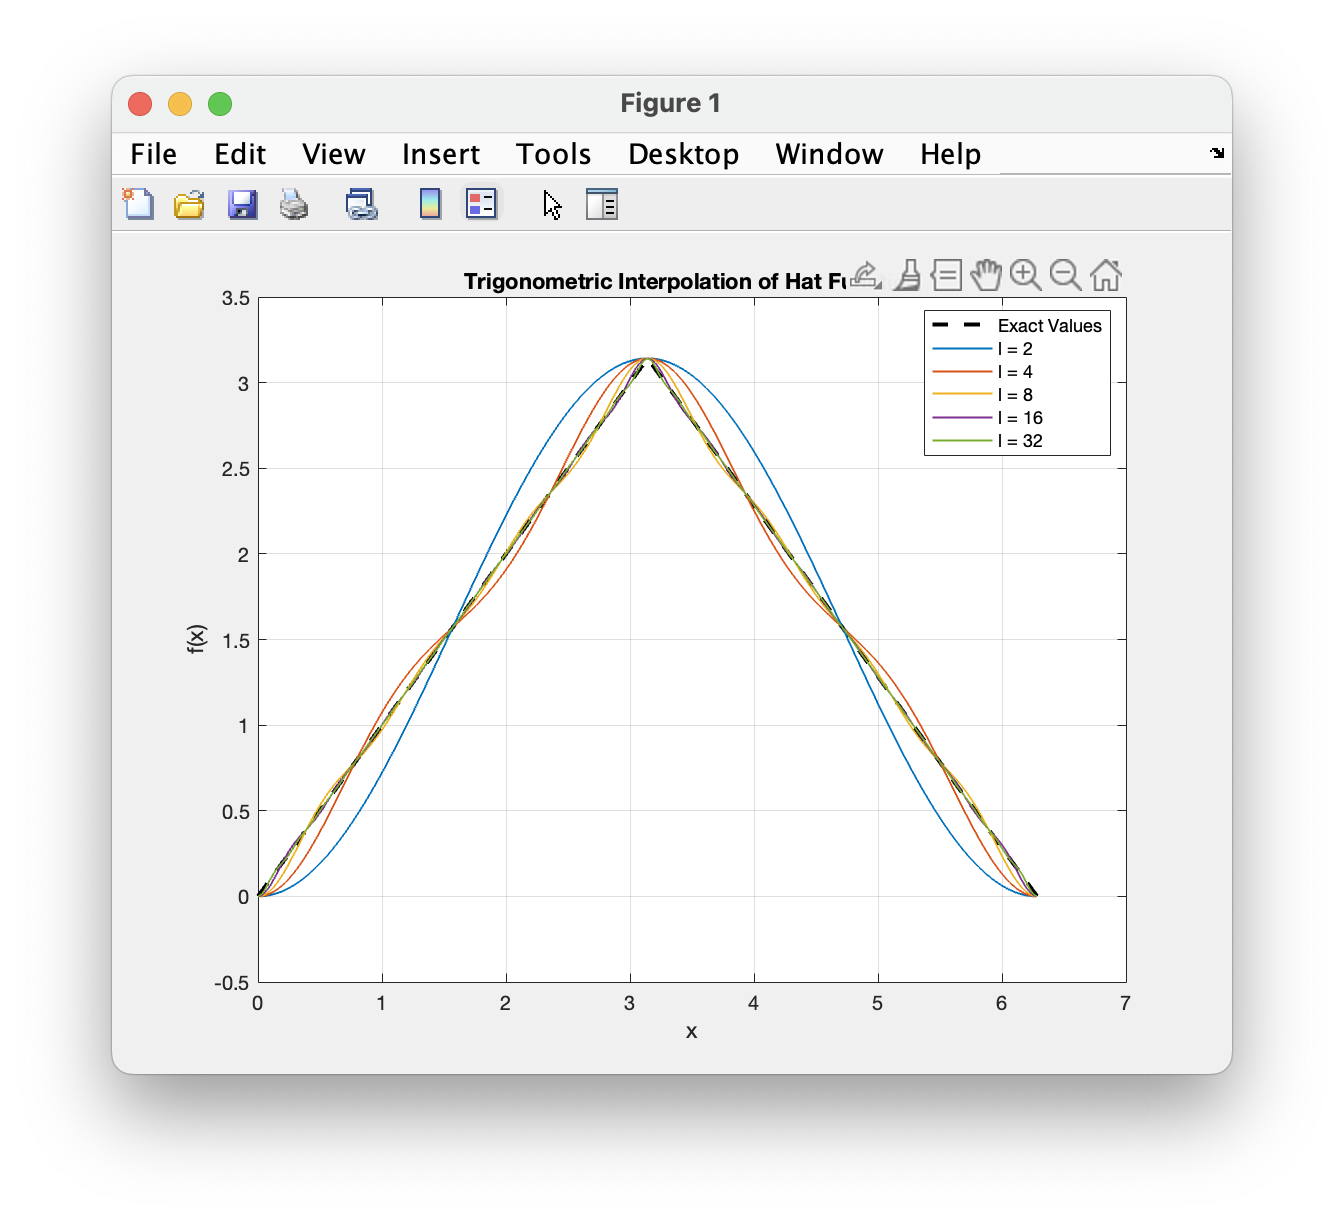 Figure 1
File Edit View Insert Tools Desktop Window Help
Trigonometric Interpolation of Hat
3.5
3
2.5
2
1.5
1
0.5
0
-0.5
f(x)
0 1 2 3 4 5 6 7
x
Exact Values
l = 2
l = 4
l = 8
l = 16
l = 32